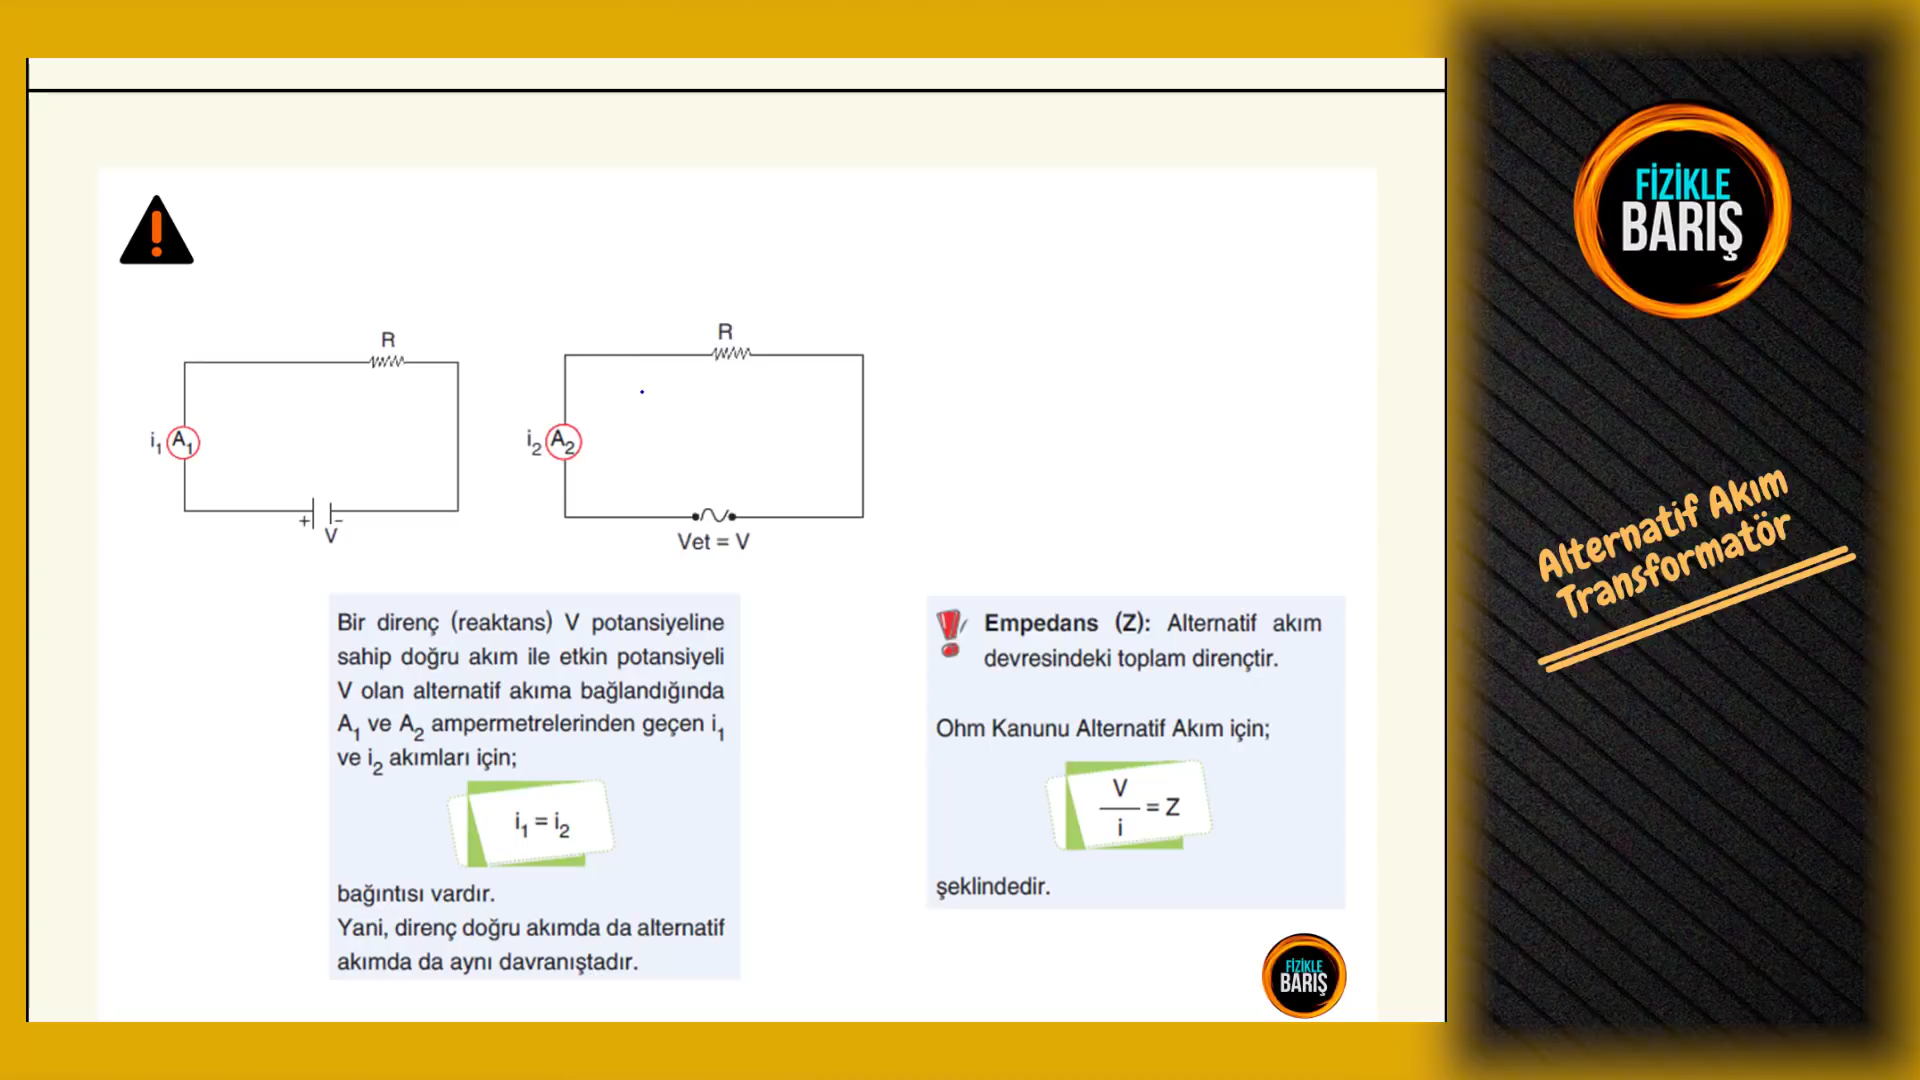 R
i1 A1
+ -
V
R
i2 A2
Vet = V
Bir direnç (reaktans) V potansiyeline
sahip doğru akım ile etkin potansiyeli
V olan alternatif akıma bağlandığında
A1 ve A2 ampermetrelerinden geçen i1
ve i2 akımları için;
i1 = i2
bağıntısı vardır.
Yani, direnç doğru akımda da alternatif
akımda da aynı davranıştadır.
Empedans (Z): Alternatif akım
devresindeki toplam dirençtir.
Ohm Kanunu Alternatif Akım için;
V
— = Z
i
şeklindedir.
FİZİKLE
BARIŞ
FİZİKLE
BARIŞ
Alternatif Akım
Transformatör